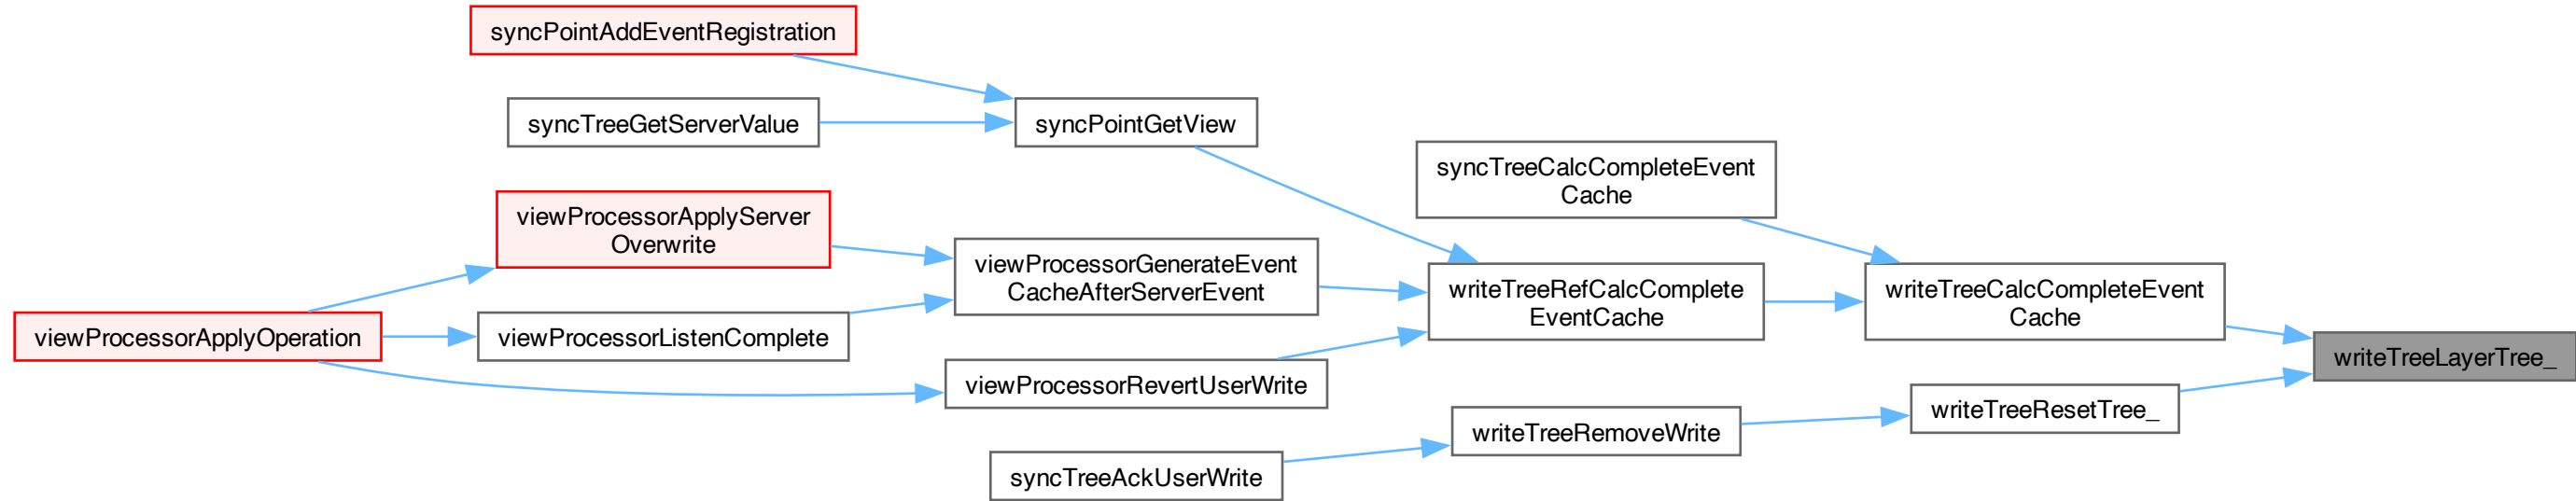 syncPointAddEventRegistration
syncTreeGetServerValue
syncPointGetView
syncTreeCalcCompleteEvent
Cache
viewProcessorApplyServer
Overwrite
viewProcessorGenerateEvent
CacheAfterServerEvent
writeTreeRefCalcComplete
EventCache
writeTreeCalcCompleteEvent
Cache
viewProcessorApplyOperation
viewProcessorListenComplete
writeTreeLayerTree_
viewProcessorRevertUserWrite
writeTreeResetTree_
writeTreeRemoveWrite
syncTreeAckUserWrite